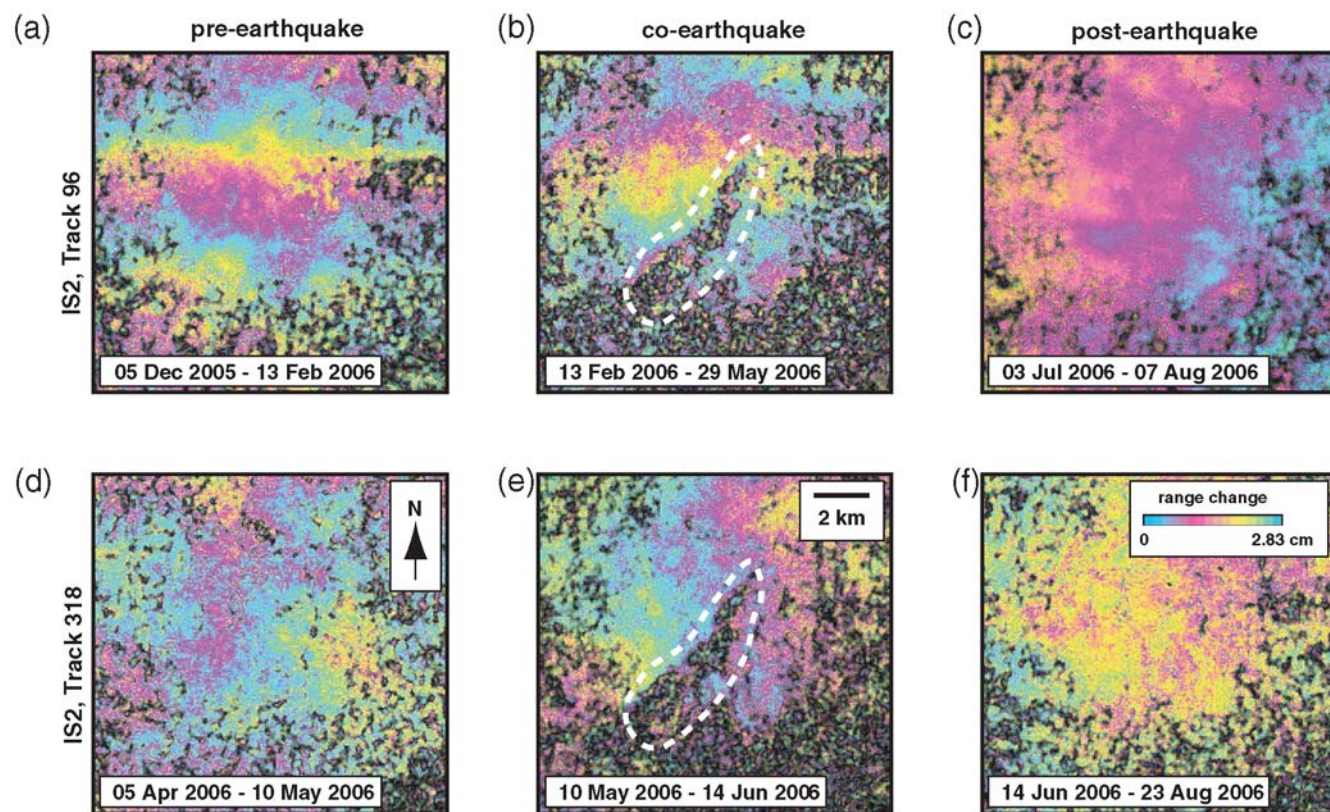 (a) pre-earthquake
(b) co-earthquake
(c) post-earthquake
IS2, Track 96
05 Dec 2005 - 13 Feb 2006
13 Feb 2006 - 29 May 2006
03 Jul 2006 - 07 Aug 2006
(d)
(e)
(f)
IS2, Track 318
N
2 km
range change
0 2.83 cm
05 Apr 2006 - 10 May 2006
10 May 2006 - 14 Jun 2006
14 Jun 2006 - 23 Aug 2006